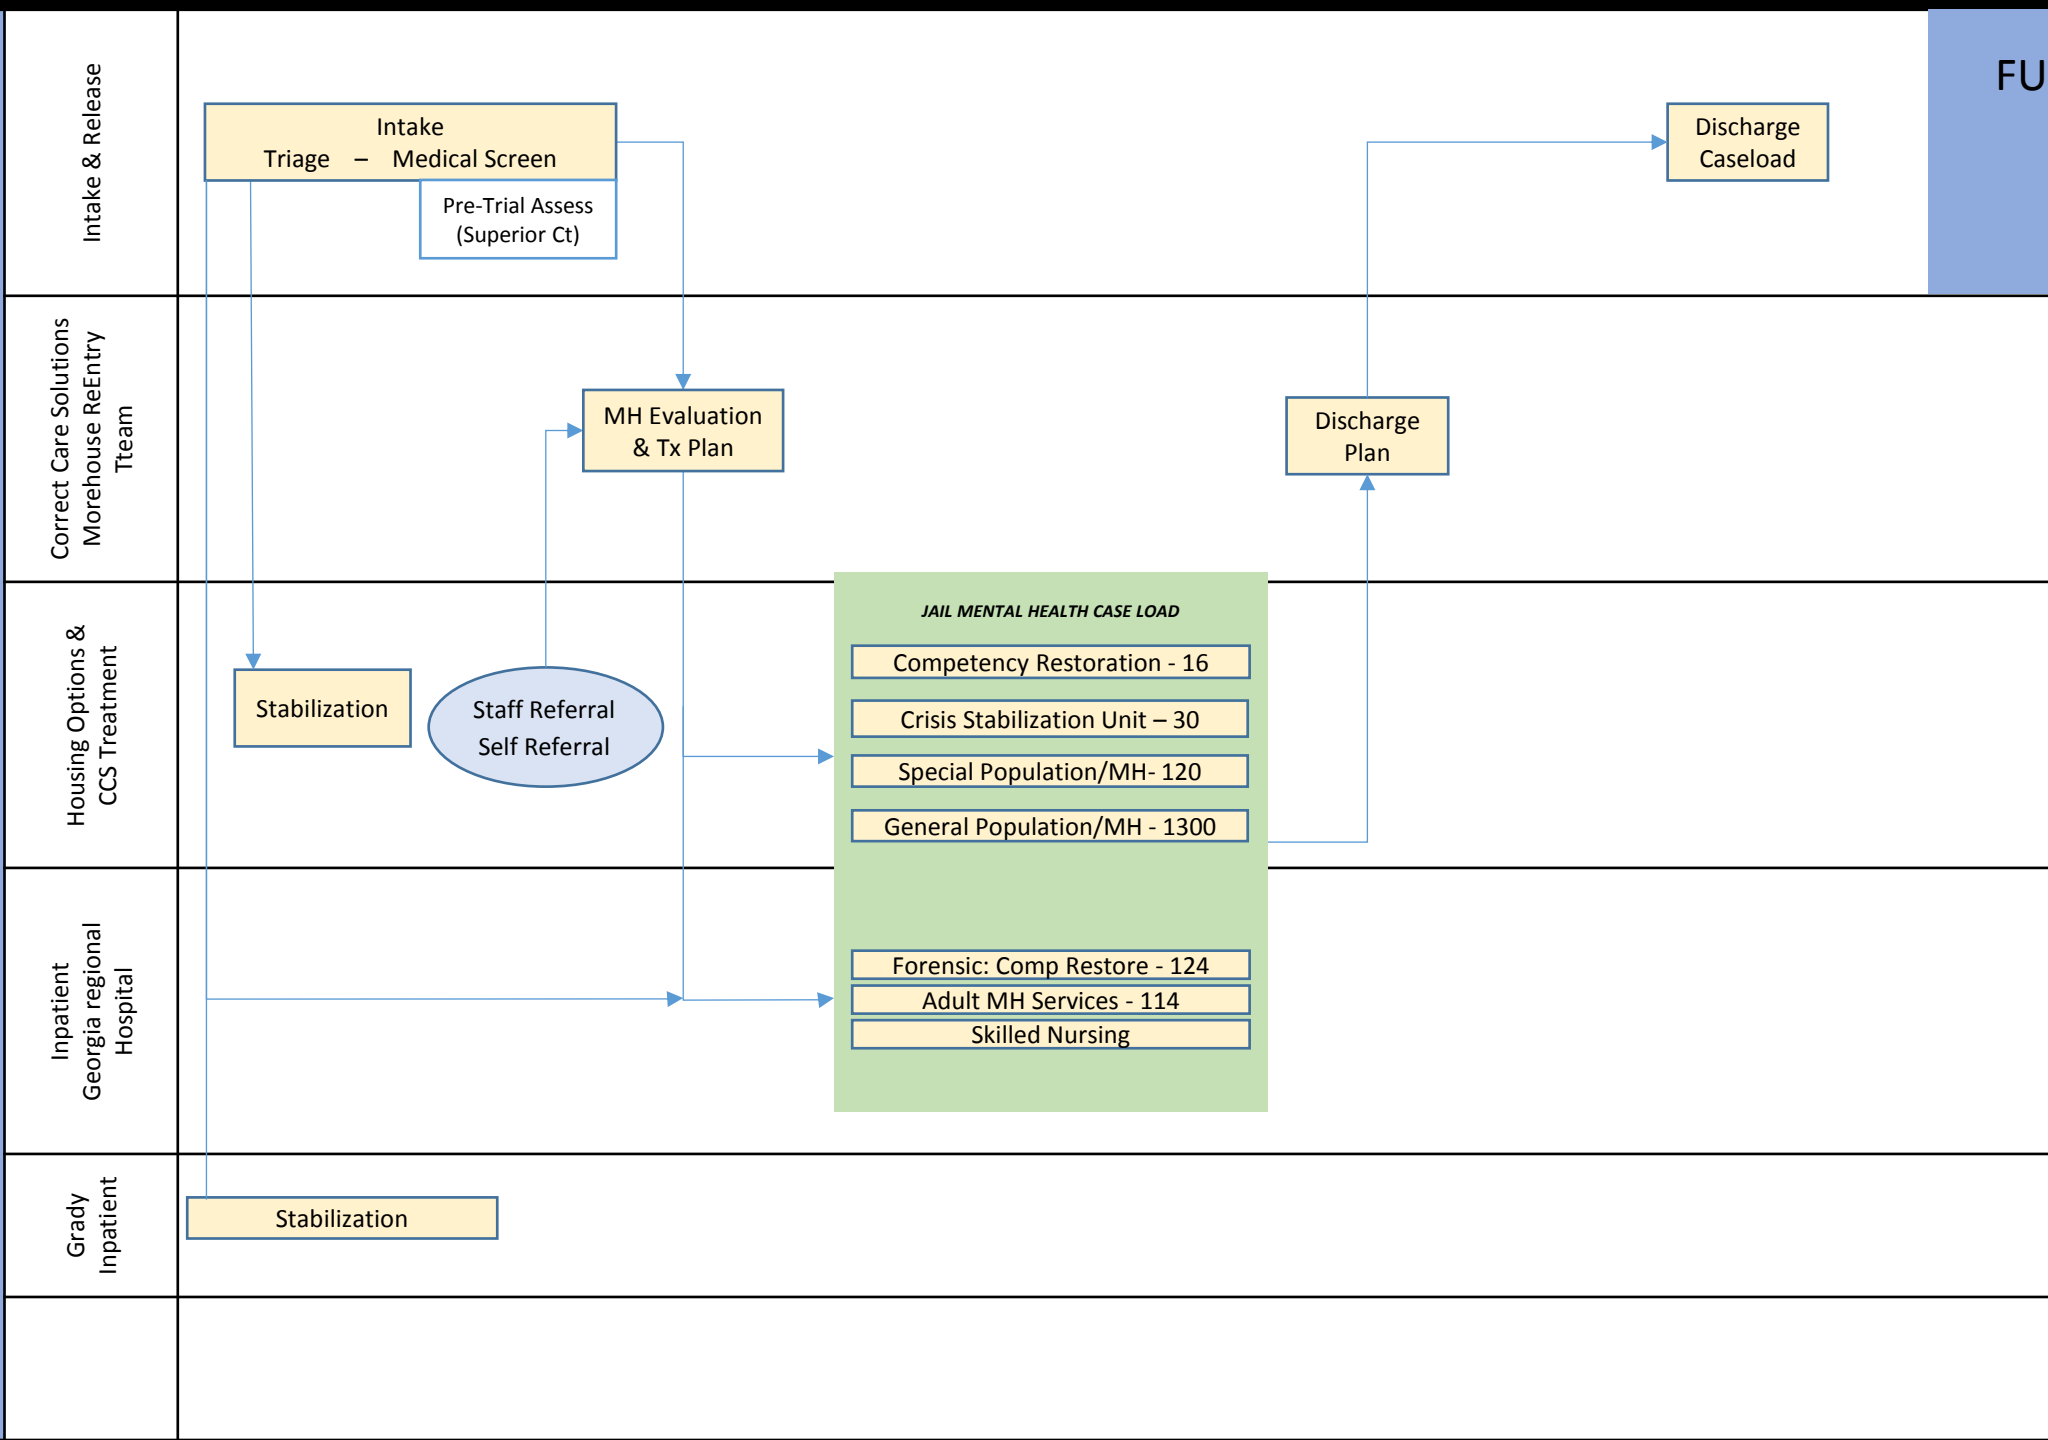 Intake & Release
Intake
Triage – Medical Screen
Pre-Trial Assess
(Superior Ct)
Discharge
Caseload
FU
Correct Care Solutions
Morehouse ReEntry
Tteam
MH Evaluation
& Tx Plan
Discharge
Plan
Housing Options &
CCS Treatment
Stabilization
Staff Referral
Self Referral
JAIL MENTAL HEALTH CASE LOAD
Competency Restoration - 16
Crisis Stabilization Unit – 30
Special Population/MH- 120
General Population/MH - 1300
Inpatient
Georgia regional
Hospital
Forensic: Comp Restore - 124
Adult MH Services - 114
Skilled Nursing
Grady
Inpatient
Stabilization